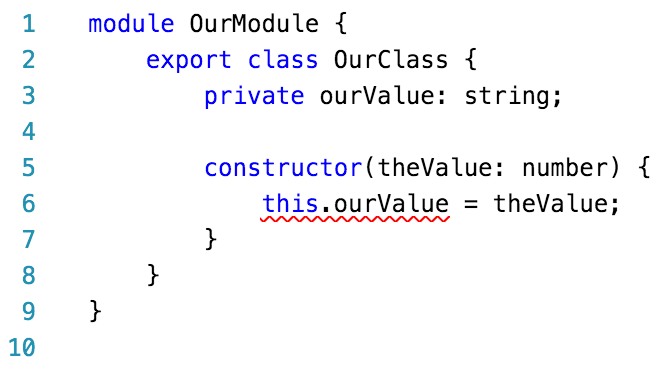 1 module OurModule {
2     export class OurClass {
3         private ourValue: string;
4
5         constructor(theValue: number) {
6             this.ourValue = theValue;
7         }
8     }
9 }
10